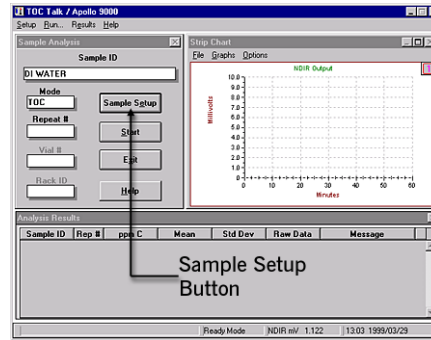 TOC Talk / Apollo 9000
Setup Run... Results Help
Sample Analysis
Sample ID
DI WATER
Mode
TOC
Sample Setup
Repeat #
Start
Vial #
Exit
Rack ID
Help
Strip Chart
File Graphs Options
NDIR Output
1
Millivolts
10.0
9.0
8.0
7.0
6.0
5.0
4.0
3.0
2.0
1.0
0
0 10 20 30 40 50 60
Minutes
Analysis Results
Sample ID Rep # ppm C Mean Std Dev Raw Data Message
Sample Setup
Button
Ready Mode NDIR mV 1.122 13:03 1999/03/29